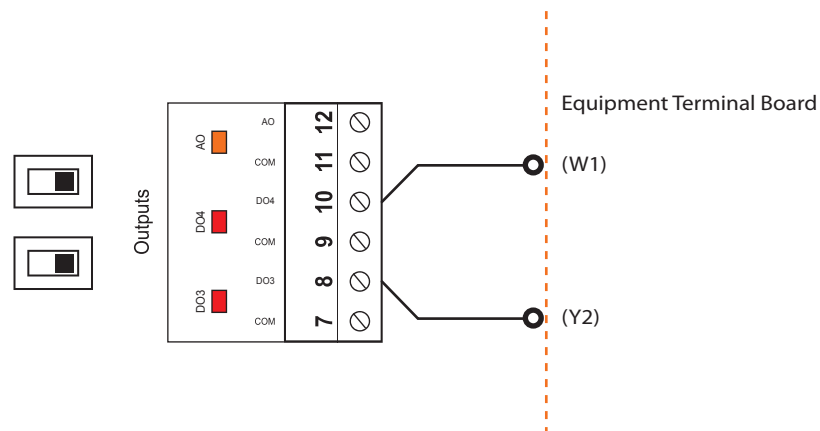 Equipment Terminal Board
AO
AO
12
COM
11
(W1)
Outputs
DO4
DO4
10
COM
9
DO3
DO3
8
COM
7
(Y2)